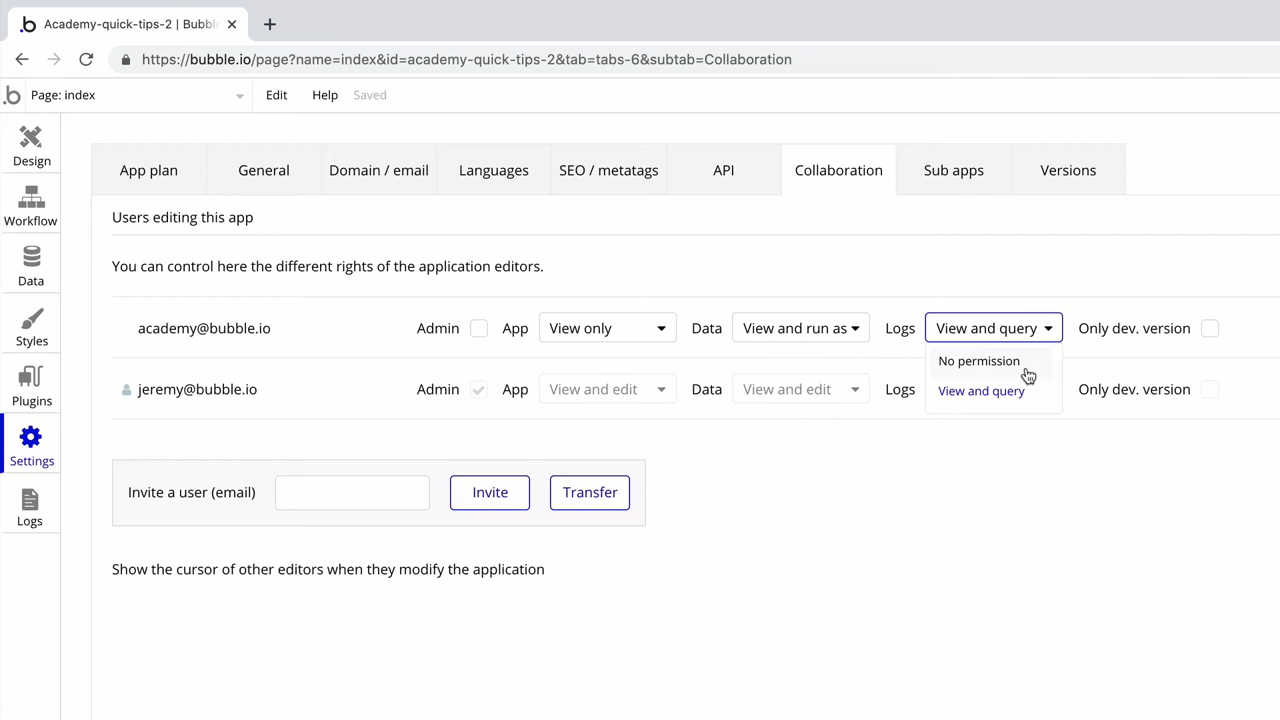 Academy-quick-tips-2 | Bubbl
https://bubble.io/page?name=index&id=academy-quick-tips-2&tab=tabs-6&subtab=Collaboration
.b Page: index Edit Help Saved
Design
Workflow
Data
Styles
Plugins
Settings
Logs
App plan General Domain / email Languages SEO / metatags API Collaboration Sub apps Versions
Users editing this app
You can control here the different rights of the application editors.
academy@bubble.io Admin App View only Data View and run as Logs View and query Only dev. version
No permission
View and query
jeremy@bubble.io Admin App View and edit Data View and edit Logs Only dev. version
Invite a user (email) Invite Transfer
Show the cursor of other editors when they modify the application